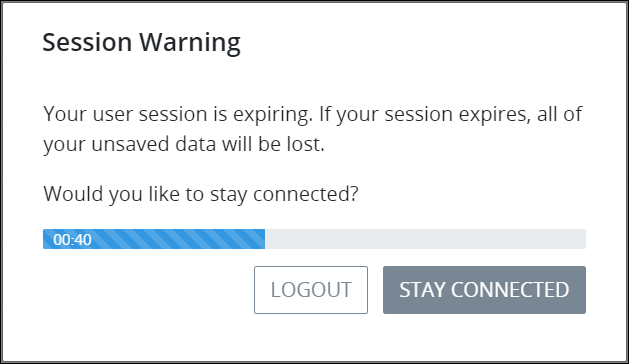 Session Warning
Your user session is expiring. If your session expires, all of
your unsaved data will be lost.
Would you like to stay connected?
00:40
LOGOUT
STAY CONNECTED